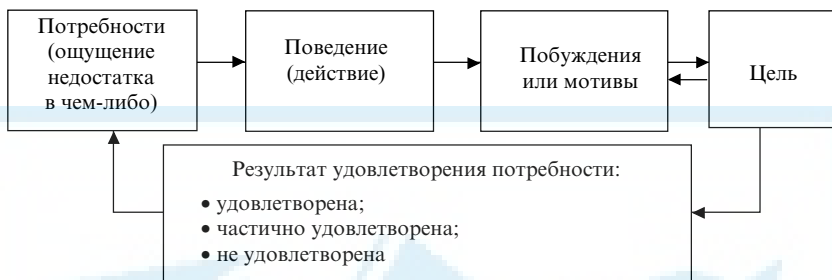 Потребности
(ощущение
недостатка
в чем-либо)
Поведение
(действие)
Побуждения
или мотивы
Цель
Результат удовлетворения потребности:
• удовлетворена;
• частично удовлетворена;
• не удовлетворена